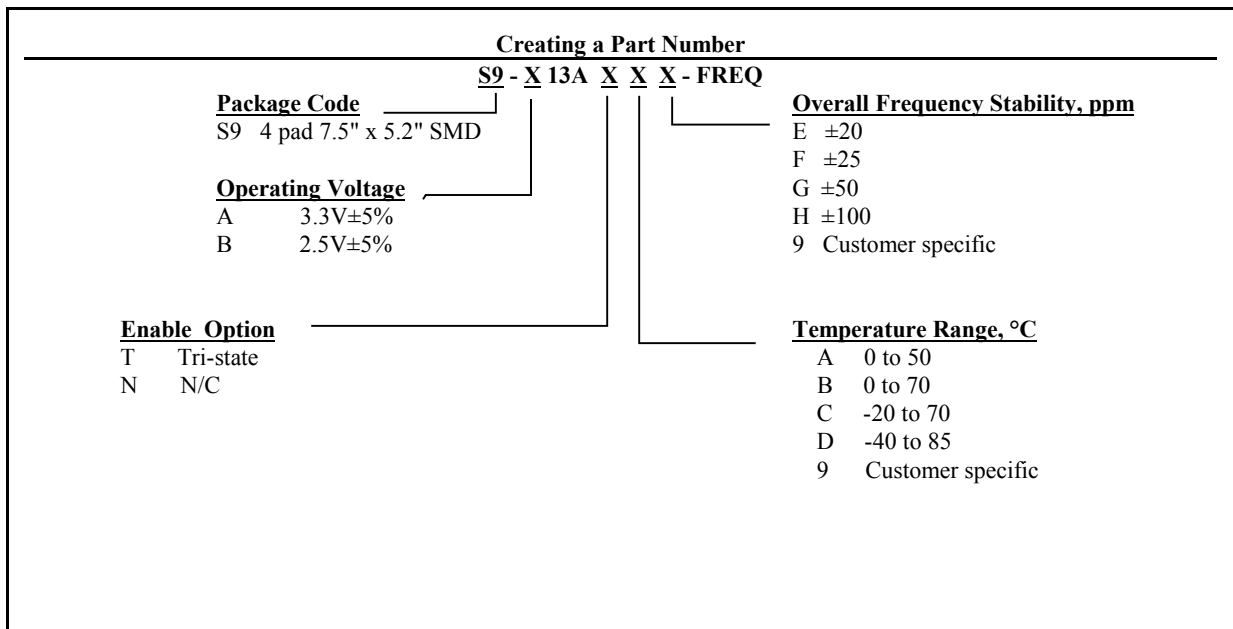 Creating a Part Number
S9 - X 13A X X X - FREQ
Package Code
S9 4 pad 7.5" x 5.2" SMD
Operating Voltage
A 3.3V±5%
B 2.5V±5%
Enable Option
T Tri-state
N N/C
Overall Frequency Stability, ppm
E ±20
F ±25
G ±50
H ±100
9 Customer specific
Temperature Range, °C
A 0 to 50
B 0 to 70
C -20 to 70
D -40 to 85
9 Customer specific